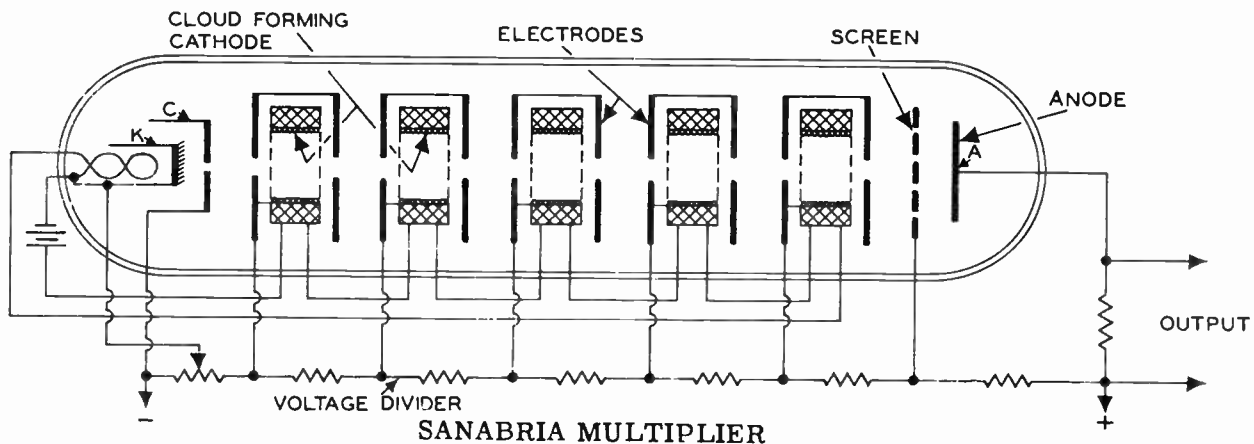 CLOUD FORMING
CATHODE
ELECTRODES
SCREEN
ANODE
C
K
A
OUTPUT
VOLTAGE DIVIDER
-
+
SANABRIA MULTIPLIER